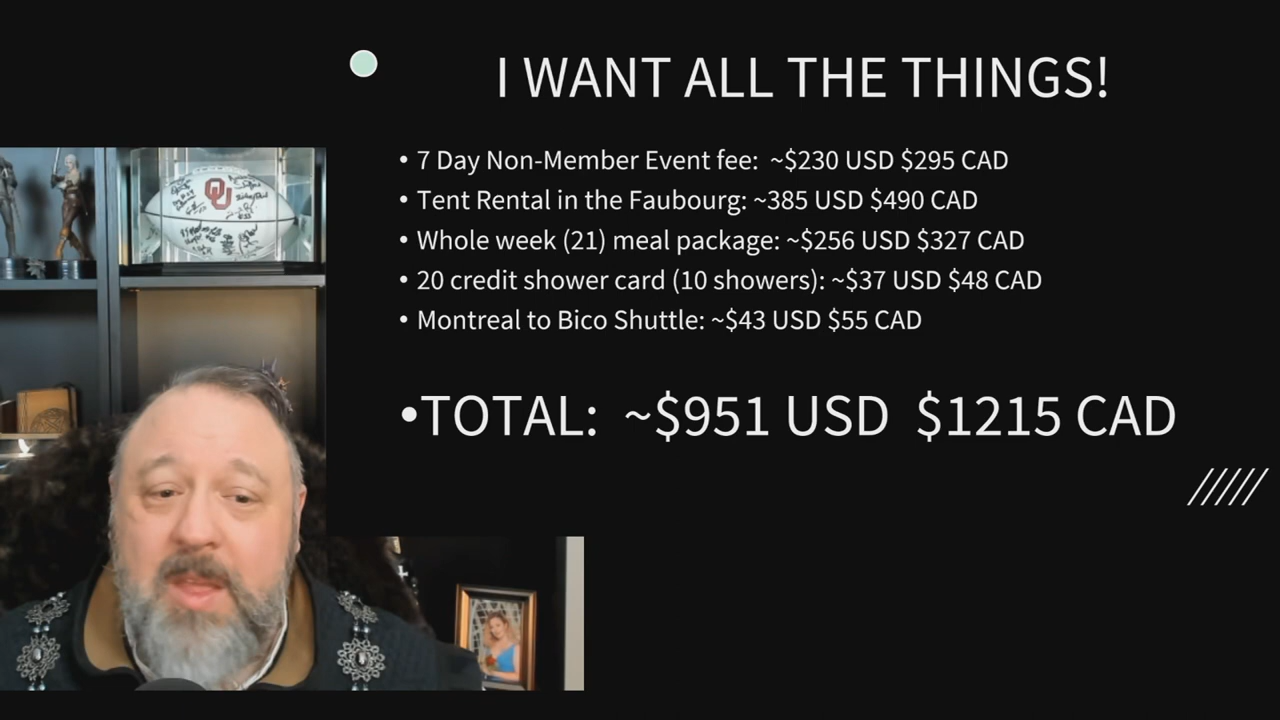 I WANT ALL THE THINGS!
• 7 Day Non-Member Event fee:  ~$230 USD $295 CAD
• Tent Rental in the Faubourg: ~385 USD $490 CAD
• Whole week (21) meal package: ~$256 USD $327 CAD
• 20 credit shower card (10 showers): ~$37 USD $48 CAD
• Montreal to Bico Shuttle: ~$43 USD $55 CAD
•TOTAL:  ~$951 USD  $1215 CAD
OU